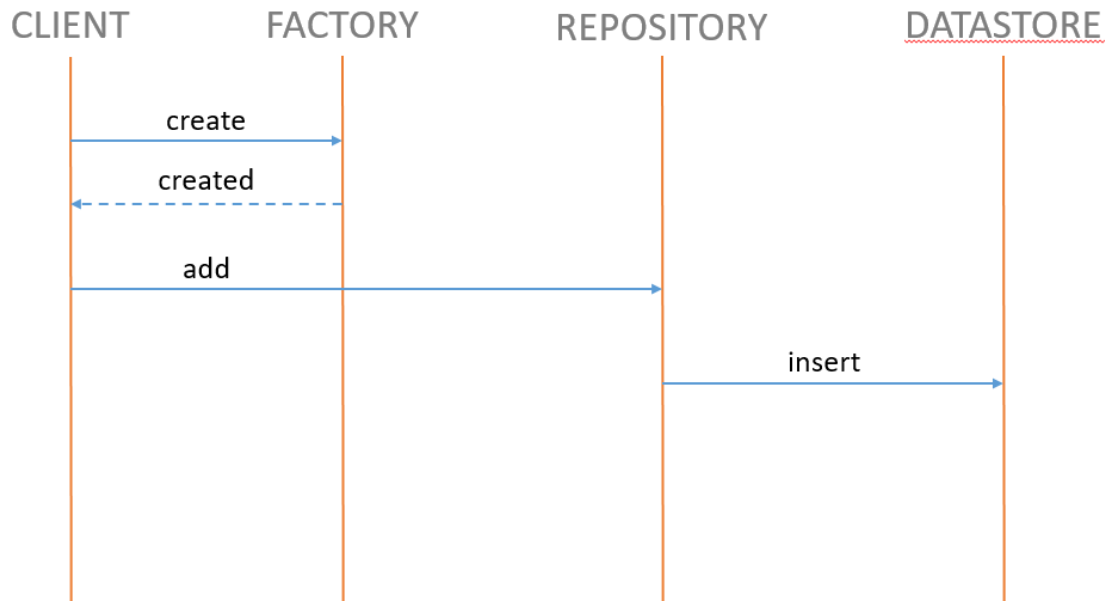 CLIENT FACTORY REPOSITORY DATASTORE
create
created
add
insert